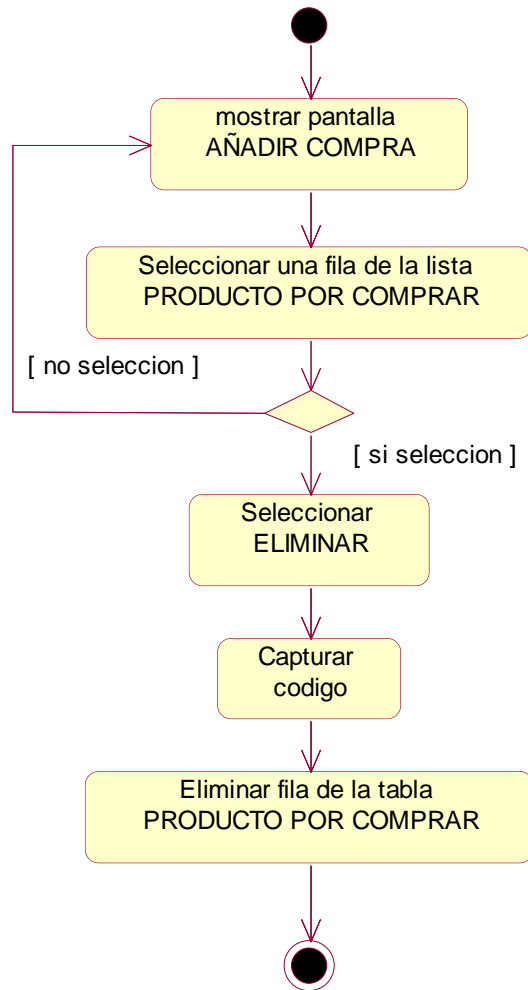 mostrar pantalla
AÑADIR COMPRA
Seleccionar una fila de la lista
PRODUCTO POR COMPRAR
[ no seleccion ]
[ si seleccion ]
Seleccionar
ELIMINAR
Capturar
codigo
Eliminar fila de la tabla
PRODUCTO POR COMPRAR